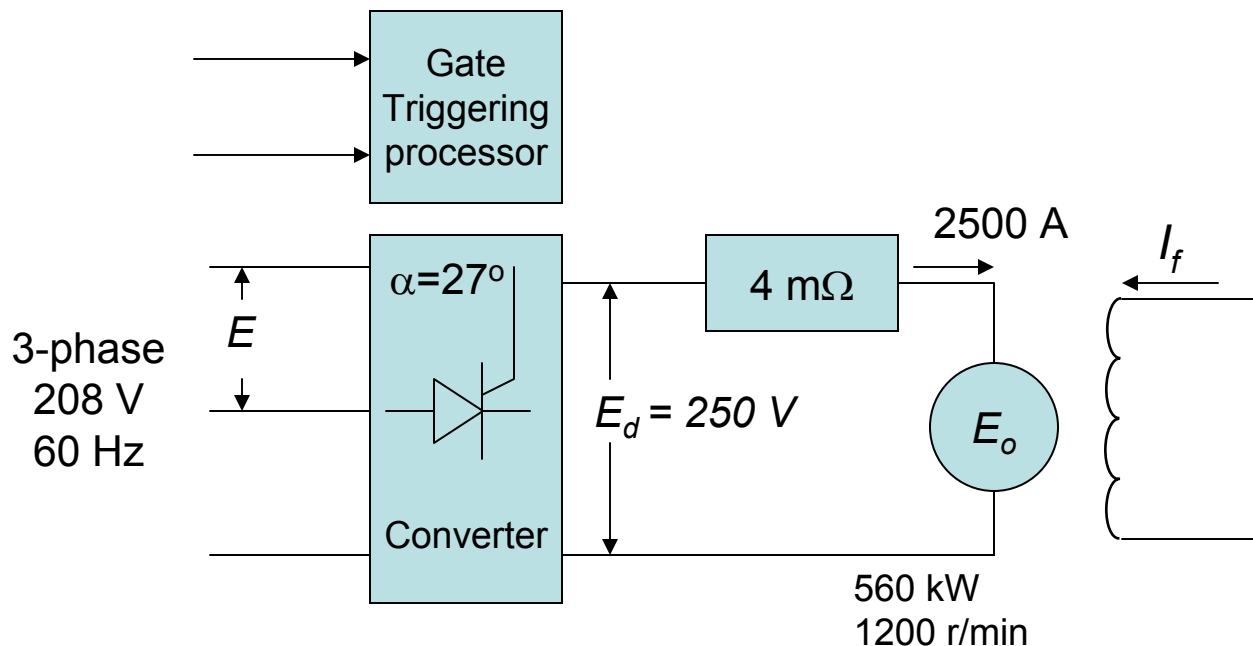 Gate
Triggering
processor
2500 A
I_f
α=27°
4 mΩ
E
3-phase
208 V
60 Hz
E_d = 250 V
E_o
Converter
560 kW
1200 r/min